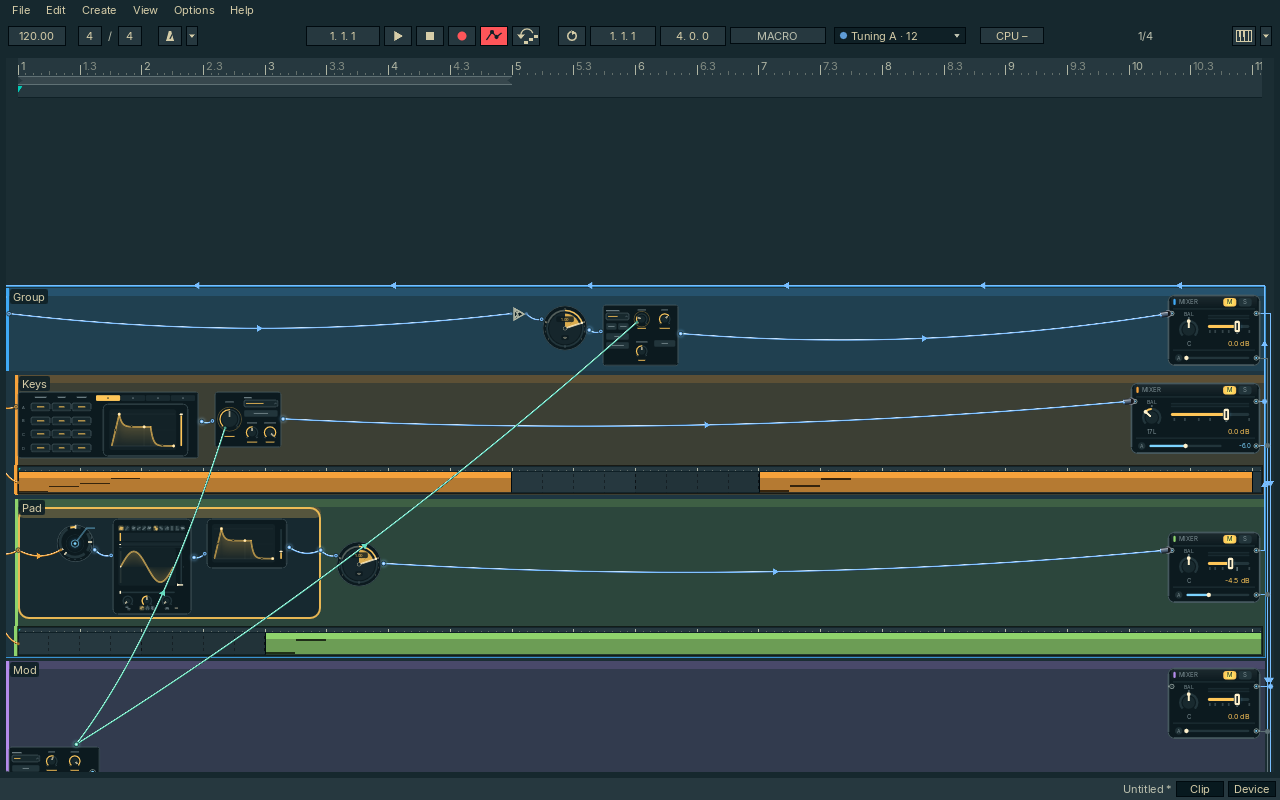 File Edit Create View Options Help
120.00 4 / 4 1. 1. 1 1. 1. 1 4. 0. 0 MACRO Tuning A · 12 CPU – 1/4
1 1.3 2 2.3 3 3.3 4 4.3 5 5.3 6 6.3 7 7.3 8 8.3 9 9.3 10 10.3 11
Group
MIXER M S
BAL
C 0.0 dB
A
Keys
MIXER M S
BAL
17L 0.0 dB
A -6.0
Pad
MIXER M S
BAL
C -4.5 dB
A
Mod
MIXER M S
BAL
C 0.0 dB
A
Untitled * Clip Device